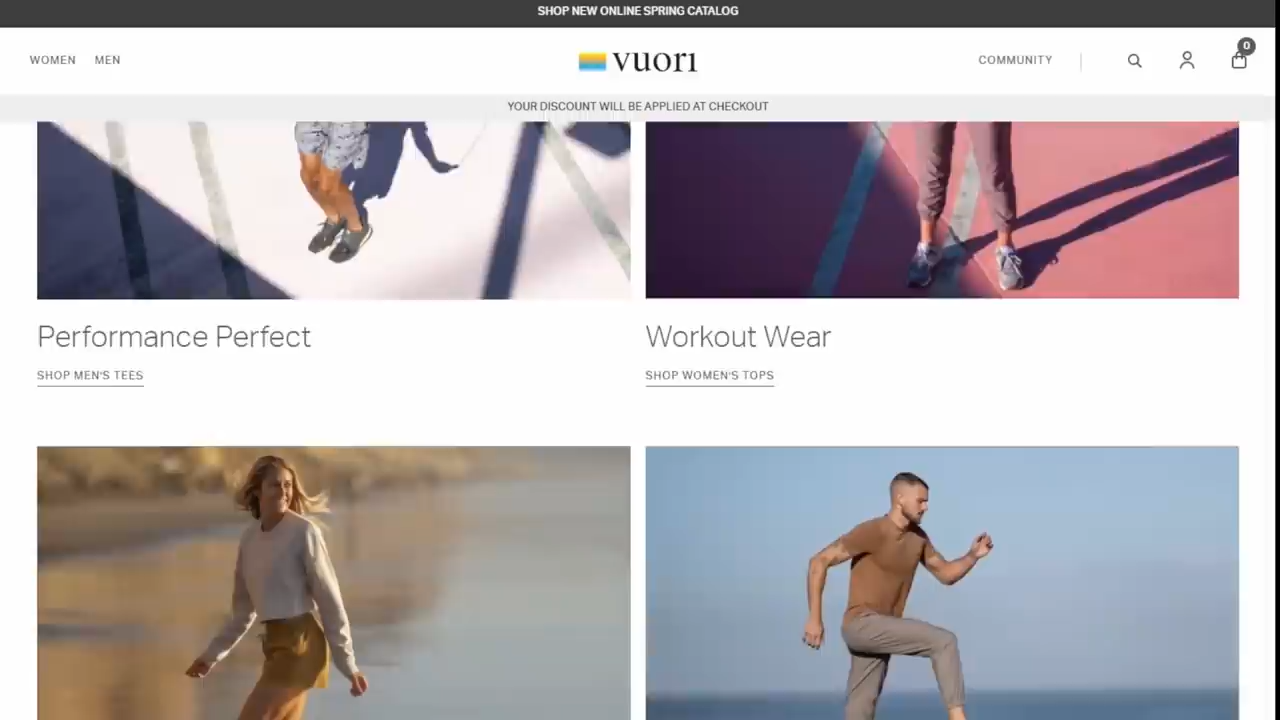 SHOP NEW ONLINE SPRING CATALOG
WOMEN MEN
vuori
COMMUNITY
0
YOUR DISCOUNT WILL BE APPLIED AT CHECKOUT
Performance Perfect
SHOP MEN'S TEES
Workout Wear
SHOP WOMEN'S TOPS